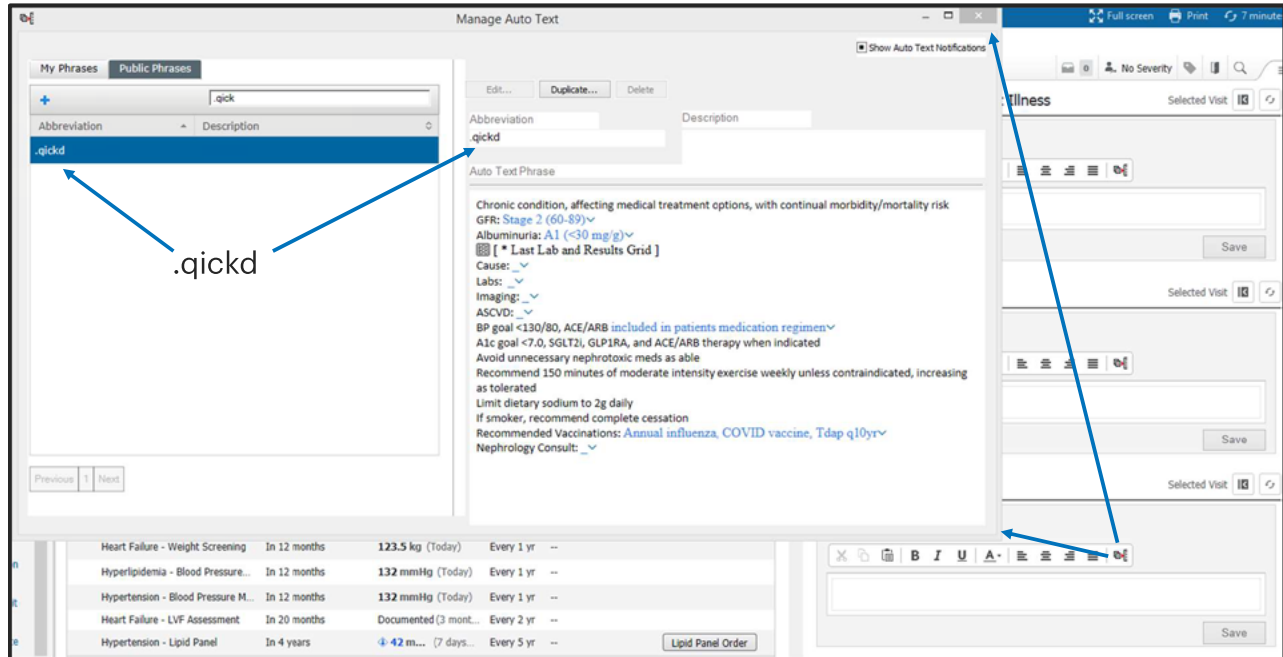 Manage Auto Text
Full screen Print 7 minute
Show Auto Text Notifications
My Phrases Public Phrases
0 No Severity
.qick
Edit... Duplicate... Delete
Illness Selected Visit
Abbreviation Description
Abbreviation Description
.qickd
.qickd
Auto Text Phrase
Chronic condition, affecting medical treatment options, with continual morbidity/mortality risk
GFR: Stage 2 (60-89)
Albuminuria: A1 (<30 mg/g)
[ * Last Lab and Results Grid ]
Cause: _
Labs: _
Imaging: _
ASCVD: _
BP goal <130/80, ACE/ARB included in patients medication regimen
A1c goal <7.0, SGLT2i, GLP1RA, and ACE/ARB therapy when indicated
Avoid unnecessary nephrotoxic meds as able
Recommend 150 minutes of moderate intensity exercise weekly unless contraindicated, increasing
as tolerated
Limit dietary sodium to 2g daily
If smoker, recommend complete cessation
Recommended Vaccinations: Annual influenza, COVID vaccine, Tdap q10yr
Nephrology Consult: _
.qickd
Save
Selected Visit
Save
Previous 1 Next
Selected Visit
Heart Failure - Weight Screening In 12 months 123.5 kg (Today) Every 1 yr --
Hyperlipidemia - Blood Pressure... In 12 months 132 mmHg (Today) Every 1 yr --
Hypertension - Blood Pressure M... In 12 months 132 mmHg (Today) Every 1 yr --
Heart Failure - LVF Assessment In 20 months Documented (3 mont... Every 2 yr --
Hypertension - Lipid Panel In 4 years 42 m... (7 days... Every 5 yr -- Lipid Panel Order
B I U A
Save